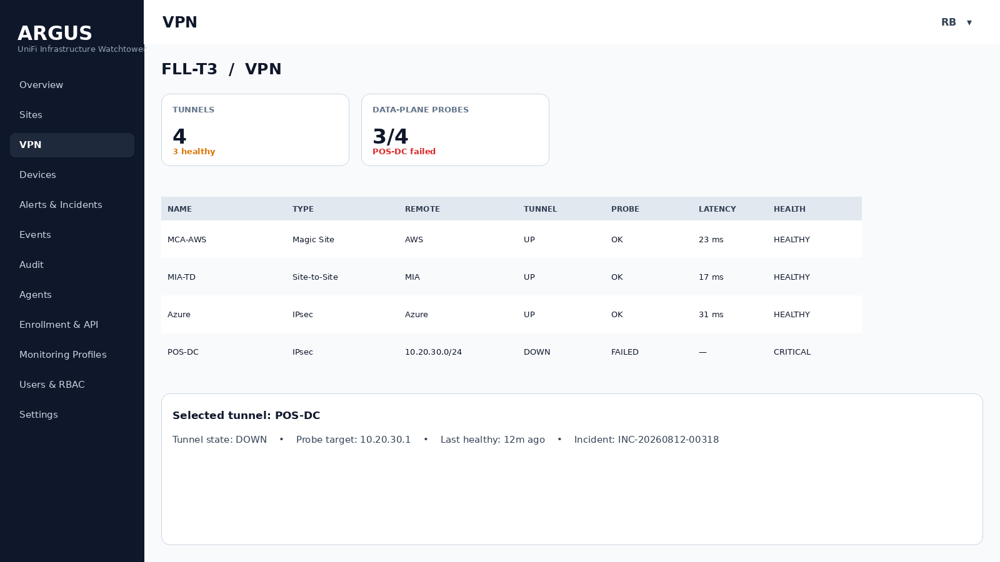 ARGUS
UniFi Infrastructure Watchtower
Overview
Sites
VPN
Devices
Alerts & Incidents
Events
Audit
Agents
Enrollment & API
Monitoring Profiles
Users & RBAC
Settings
VPN
RB ▾
FLL-T3 / VPN
TUNNELS
4
3 healthy
DATA-PLANE PROBES
3/4
POS-DC failed
NAME TYPE REMOTE TUNNEL PROBE LATENCY HEALTH
MCA-AWS Magic Site AWS UP OK 23 ms HEALTHY
MIA-TD Site-to-Site MIA UP OK 17 ms HEALTHY
Azure IPsec Azure UP OK 31 ms HEALTHY
POS-DC IPsec 10.20.30.0/24 DOWN FAILED — CRITICAL
Selected tunnel: POS-DC
Tunnel state: DOWN • Probe target: 10.20.30.1 • Last healthy: 12m ago • Incident: INC-20260812-00318